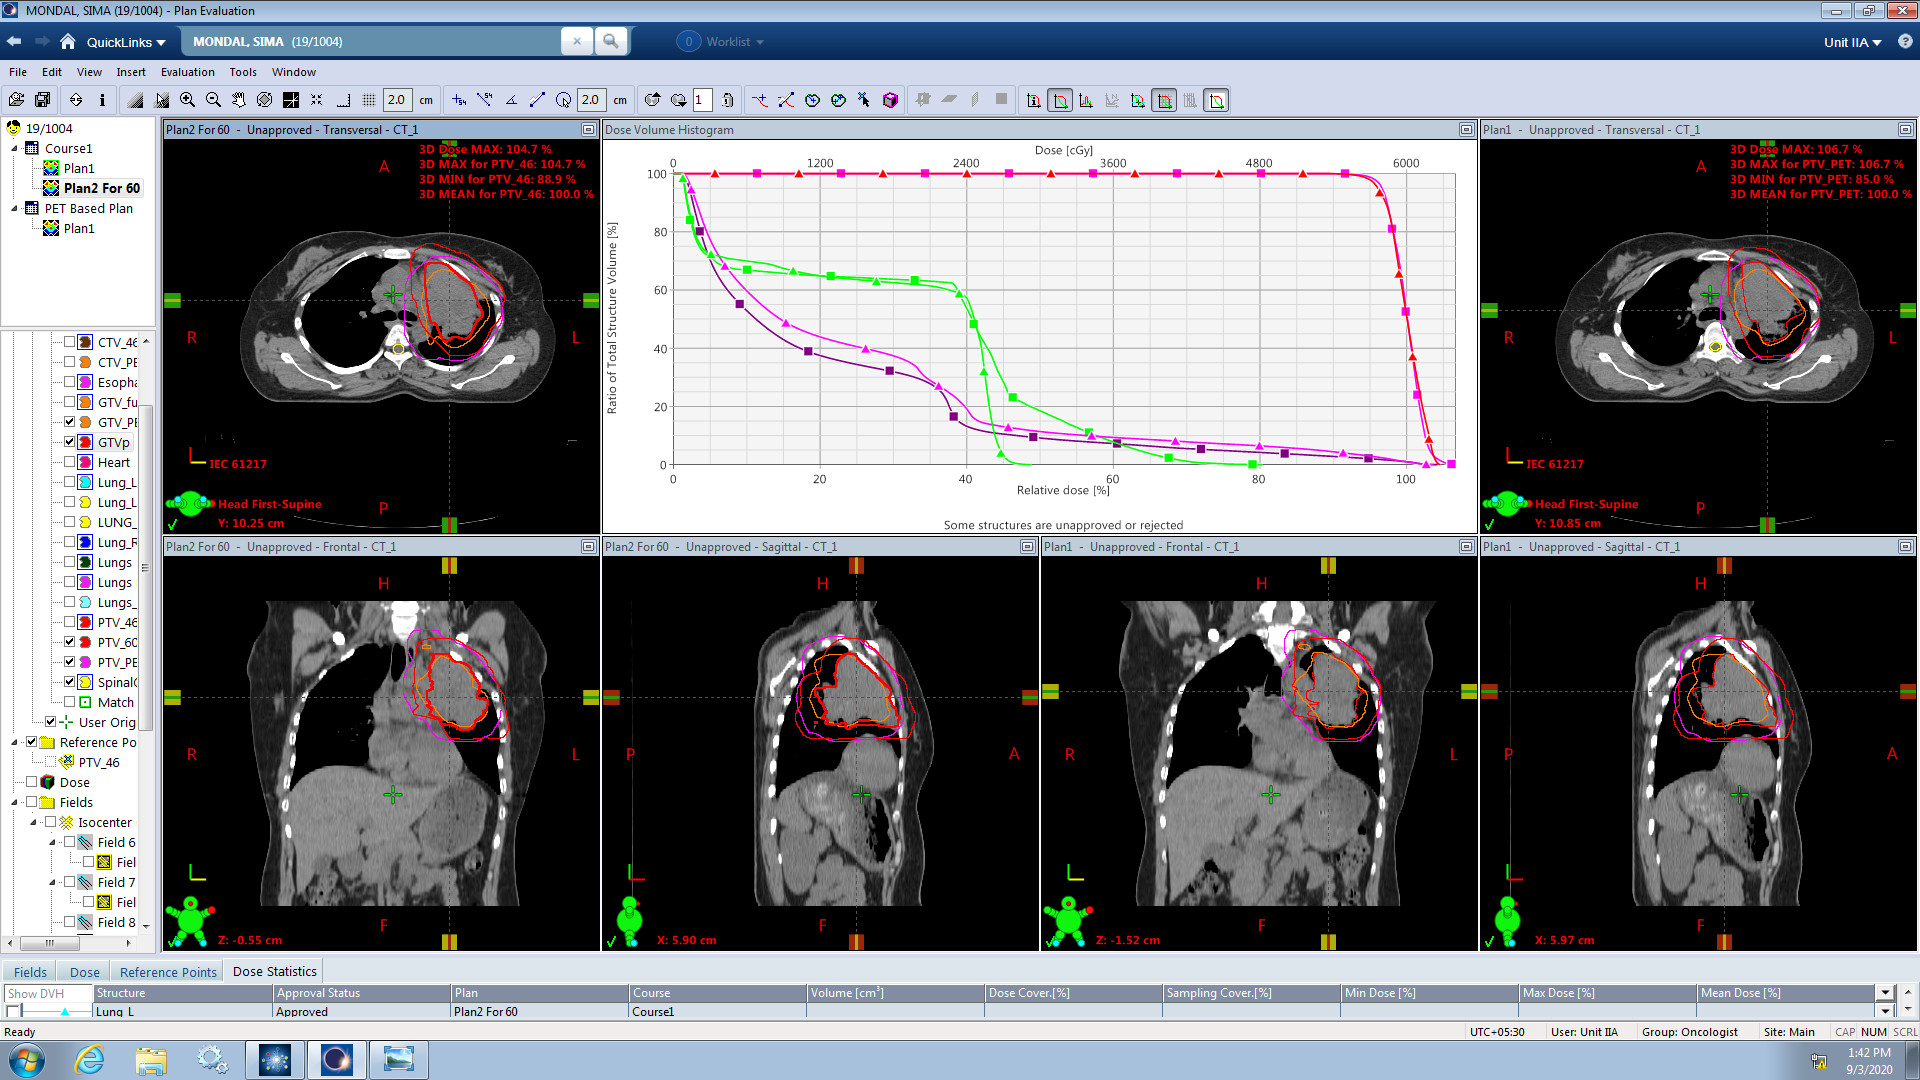 MONDAL, SIMA (19/1004) - Plan Evaluation
QuickLinks
MONDAL, SIMA (19/1004)
0 Worklist
Unit IIA
File Edit View Insert Evaluation Tools Window
2.0 cm
2.0 cm
1
19/1004
Course1
Plan1
Plan2 For 60
PET Based Plan
Plan1
CTV_46
CTV_PE
Esopha
GTV_fu
GTV_PE
GTVp
Heart
Lung_L
Lung_L
LUNG_
Lung_R
Lungs
Lungs
Lungs_
PTV_46
PTV_60
PTV_PE
Spinal
Match
User Orig
Reference Po
PTV_46
Dose
Fields
Isocenter
Field 6
Fiel
Field 7
Fiel
Field 8
Plan2 For 60 - Unapproved - Transversal - CT_1
3D Dose MAX: 104.7 %
3D MAX for PTV_46: 104.7 %
3D MIN for PTV_46: 88.9 %
3D MEAN for PTV_46: 100.0 %
A
R
L
P
IEC 61217
Head First-Supine
Y: 10.25 cm
Dose Volume Histogram
Dose [cGy]
0 1200 2400 3600 4800 6000
Ratio of Total Structure Volume [%]
100
80
60
40
20
0
0 20 40 60 80 100
Relative dose [%]
Some structures are unapproved or rejected
Plan1 - Unapproved - Transversal - CT_1
3D Dose MAX: 106.7 %
3D MAX for PTV_PET: 106.7 %
3D MIN for PTV_PET: 85.0 %
3D MEAN for PTV_PET: 100.0 %
A
R
L
P
IEC 61217
Head First-Supine
Y: 10.85 cm
Plan2 For 60 - Unapproved - Frontal - CT_1
H
R
L
F
Z: -0.55 cm
Plan2 For 60 - Unapproved - Sagittal - CT_1
H
P
A
F
X: 5.90 cm
Plan1 - Unapproved - Frontal - CT_1
H
R
L
F
Z: -1.52 cm
Plan1 - Unapproved - Sagittal - CT_1
H
P
A
F
X: 5.97 cm
Fields Dose Reference Points Dose Statistics
Show DVH Structure Approval Status Plan Course Volume [cm³] Dose Cover.[%] Sampling Cover.[%] Min Dose [%] Max Dose [%] Mean Dose [%]
Lung_L Approved Plan2 For 60 Course1
Ready
UTC+05:30 User: Unit IIA Group: Oncologist Site: Main CAP NUM SCRL
1:42 PM
9/3/2020